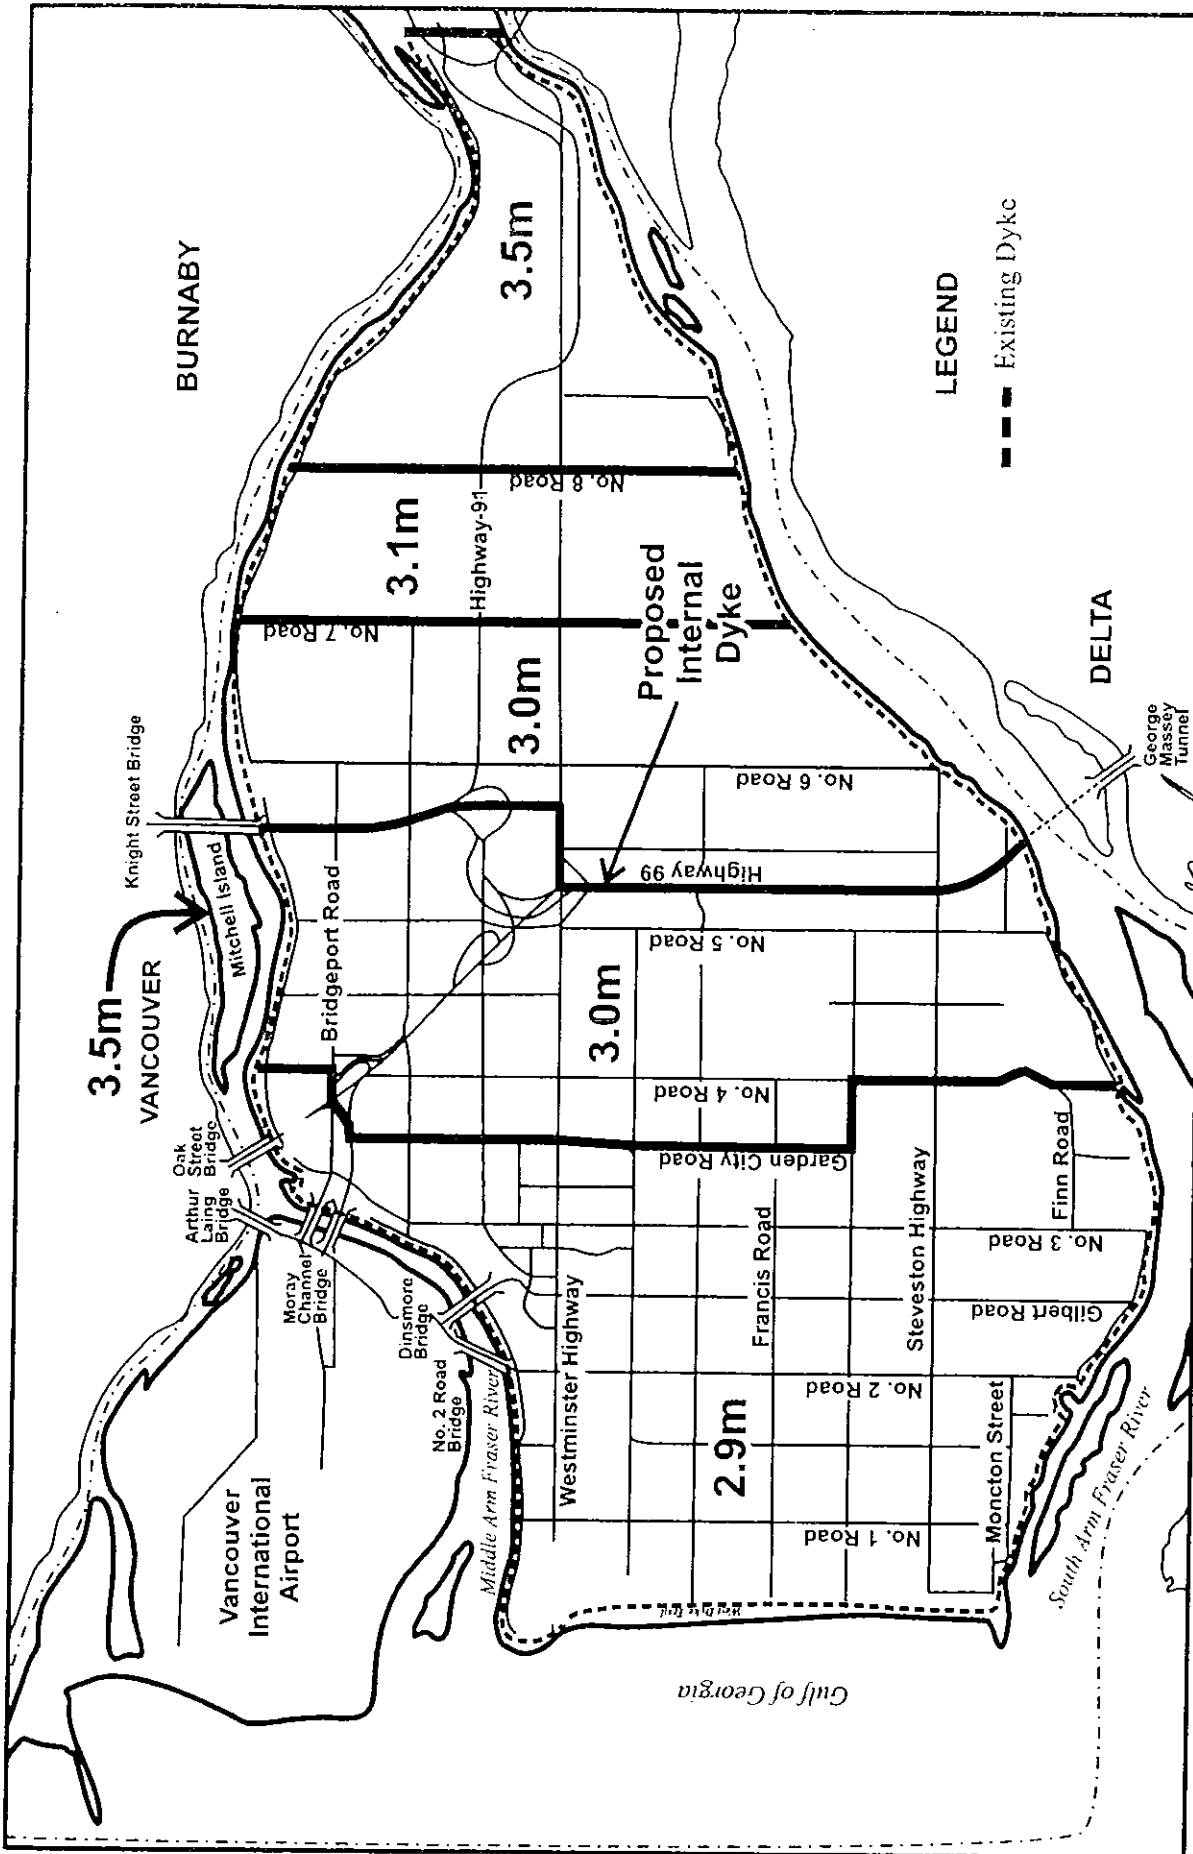 BURNABY
3.5m
VANCOUVER
Knight Street Bridge
Mitchell Island
Oak
Street
Bridge
Arthur
Laing
Bridge
Moray
Channel
Bridge
Dinsmore
Bridge
No. 2 Road
Bridge
Vancouver
International
Airport
Middle Arm Fraser River
Bridgeport Road
3.5m
3.1m
3.0m
3.0m
2.9m
Highway-91
No. 8 Road
No. 7 Road
Proposed
Internal
Dyke
No. 6 Road
Highway 99
No. 5 Road
No. 4 Road
Garden City Road
No. 3 Road
Gilbert Road
No. 2 Road
No. 1 Road
Westminster Highway
Francis Road
Steveston Highway
Finn Road
Moncton Street
West Dyke Trail
Gulf of Georgia
South Arm Fraser River
George
Massey
Tunnel
DELTA
LEGEND
Existing Dyke